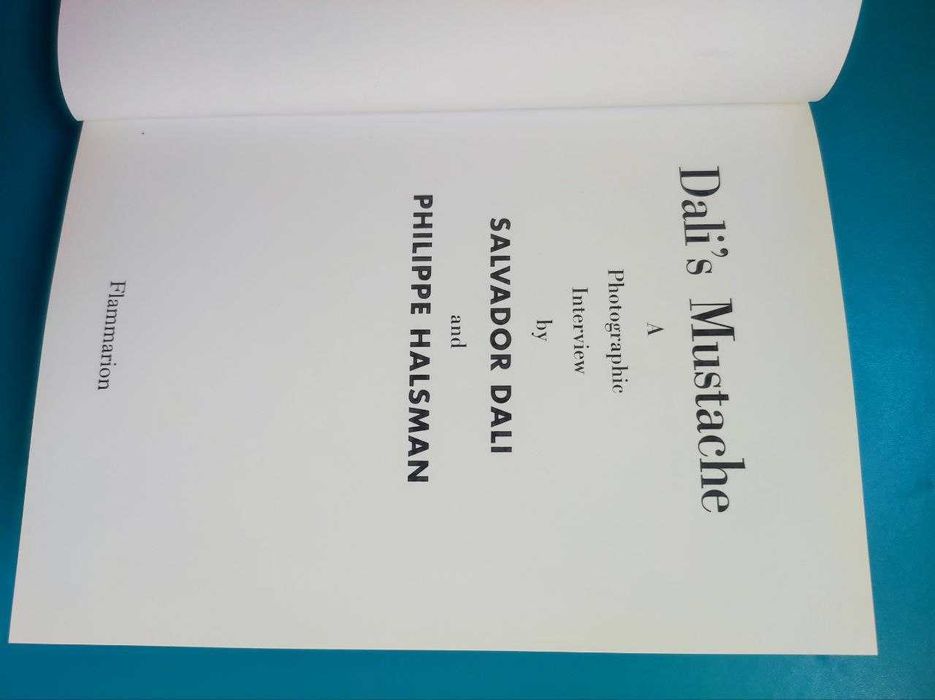 Dali's Mustache
A
Photographic
Interview
by
SALVADOR DALI
and
PHILIPPE HALSMAN
Flammarion